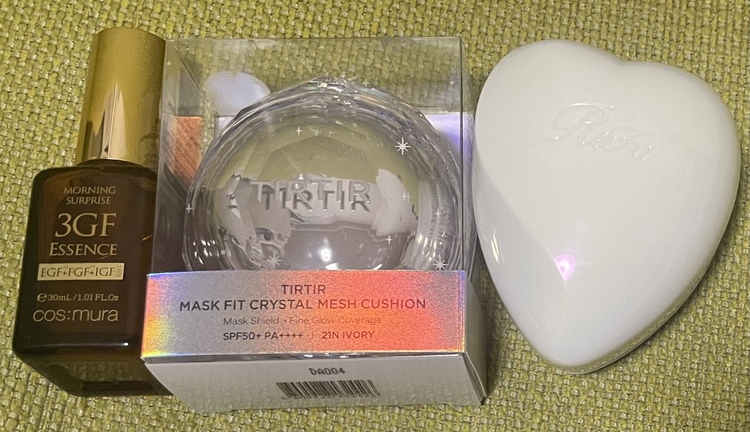 MORNING
SURPRISE
3GF
ESSENCE
EGF+FGF+IGF
℮30mL/1.01 FL.Oz
cos:mura
TIRTIR
TIRTIR
MASK FIT CRYSTAL MESH CUSHION
Mask Shield • Fine Glow Coverage
SPF50+ PA++++ | 21N IVORY
DA004
ReFa